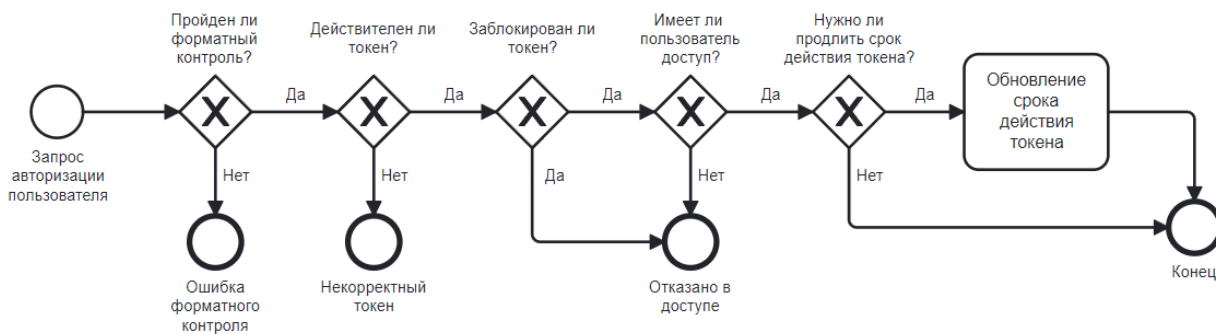 Пройден ли
форматный
контроль?
Действителен ли
токен?
Заблокирован ли
токен?
Имеет ли
пользователь
доступ?
Нужно ли
продлить срок
действия токена?
Да
Да
Да
Да
Да
Обновление
срока
действия
токена
Запрос
авторизации
пользователя
Нет
Нет
Да
Нет
Нет
Ошибка
форматного
контроля
Некорректный
токен
Отказано в
доступе
Конец